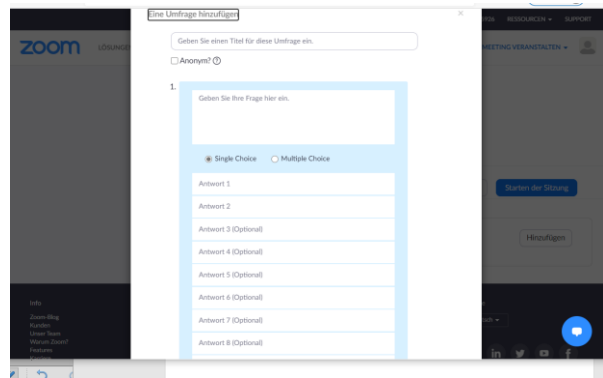 Eine Umfrage hinzufügen
×
RESSOURCEN SUPPORT
zoom
MEETING VERANSTALTEN
Geben Sie einen Titel für diese Umfrage ein.
Anonym?
1.
Geben Sie Ihre Frage hier ein.
Single Choice Multiple Choice
Antwort 1
Starten der Sitzung
Antwort 2
Antwort 3 (Optional)
Hinzufügen
Antwort 4 (Optional)
Antwort 5 (Optional)
Antwort 6 (Optional)
Info
Zoom-Blog
Antwort 7 (Optional)
Kunden
Unser Team
Warum Zoom?
Antwort 8 (Optional)
Features
in f